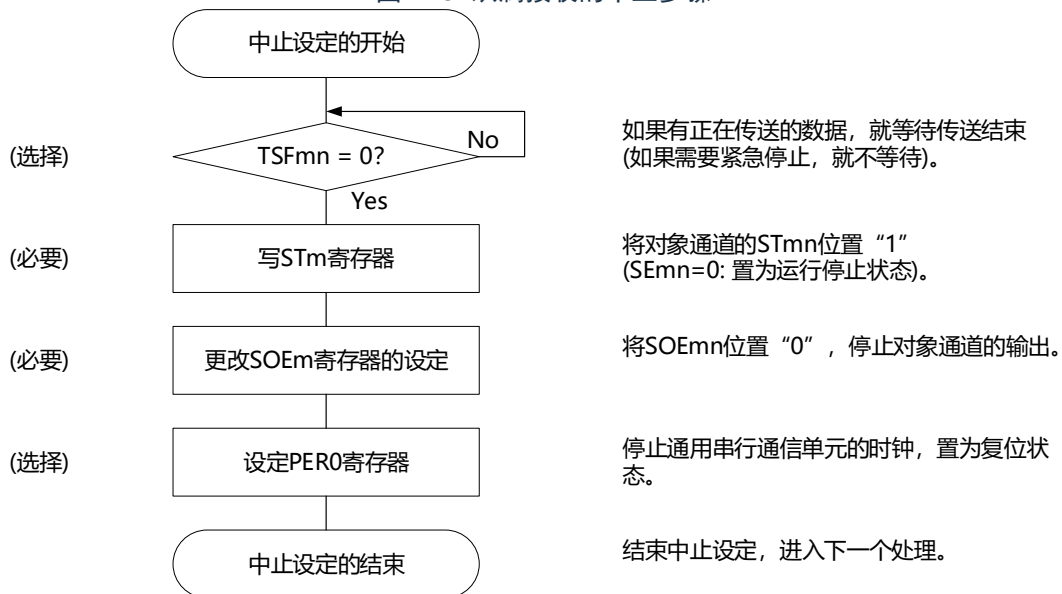 中止设定的开始
No
如果有正在传送的数据，就等待传送结束
(选择)
TSFmn = 0?
(如果需要紧急停止，就不等待)。
Yes
(必要)
写STm寄存器
将对象通道的STmn位置“1”
(SEmn=0: 置为运行停止状态)。
(必要)
更改SOEm寄存器的设定
将SOEmn位置“0”，停止对象通道的输出。
(选择)
设定PER0寄存器
停止通用串行通信单元的时钟，置为复位状
态。
中止设定的结束
结束中止设定，进入下一个处理。